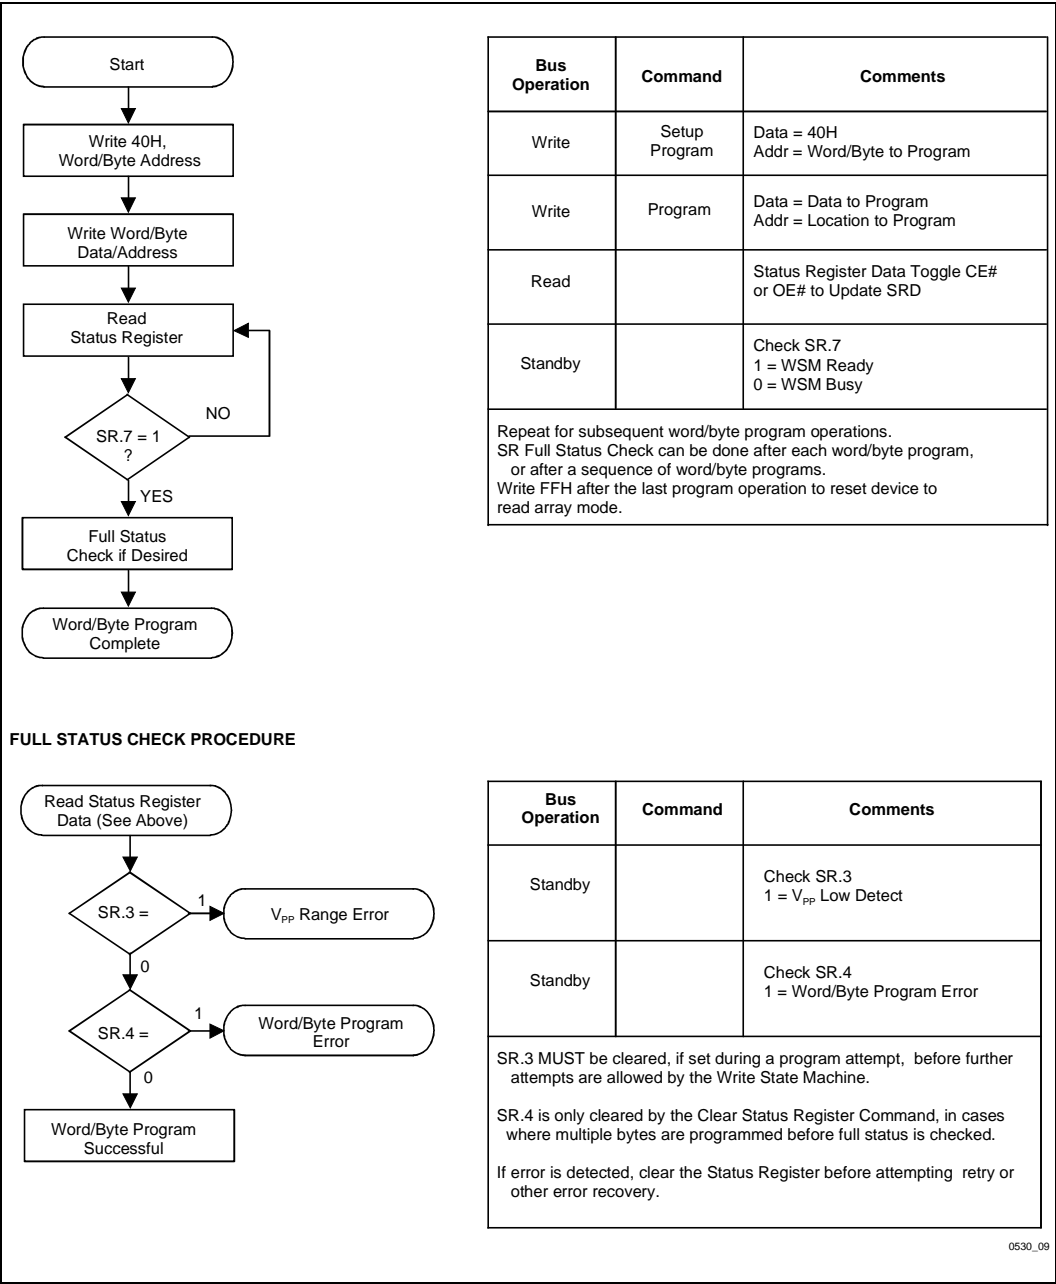 Start
Write 40H,
Word/Byte Address
Write Word/Byte
Data/Address
Read
Status Register
NO
SR.7 = 1
?
YES
Full Status
Check if Desired
Word/Byte Program
Complete
Bus
Operation
Command
Comments
Write
Setup
Program
Data = 40H
Addr = Word/Byte to Program
Write
Program
Data = Data to Program
Addr = Location to Program
Read
Status Register Data Toggle CE#
or OE# to Update SRD
Standby
Check SR.7
1 = WSM Ready
0 = WSM Busy
Repeat for subsequent word/byte program operations.
SR Full Status Check can be done after each word/byte program,
or after a sequence of word/byte programs.
Write FFH after the last program operation to reset device to
read array mode.
FULL STATUS CHECK PROCEDURE
Read Status Register
Data (See Above)
SR.3 =
1
VPP Range Error
0
SR.4 =
1
Word/Byte Program
Error
0
Word/Byte Program
Successful
Bus
Operation
Command
Comments
Standby
Check SR.3
1 = VPP Low Detect
Standby
Check SR.4
1 = Word/Byte Program Error
SR.3 MUST be cleared, if set during a program attempt, before further
attempts are allowed by the Write State Machine.
SR.4 is only cleared by the Clear Status Register Command, in cases
where multiple bytes are programmed before full status is checked.
If error is detected, clear the Status Register before attempting retry or
other error recovery.
0530_09